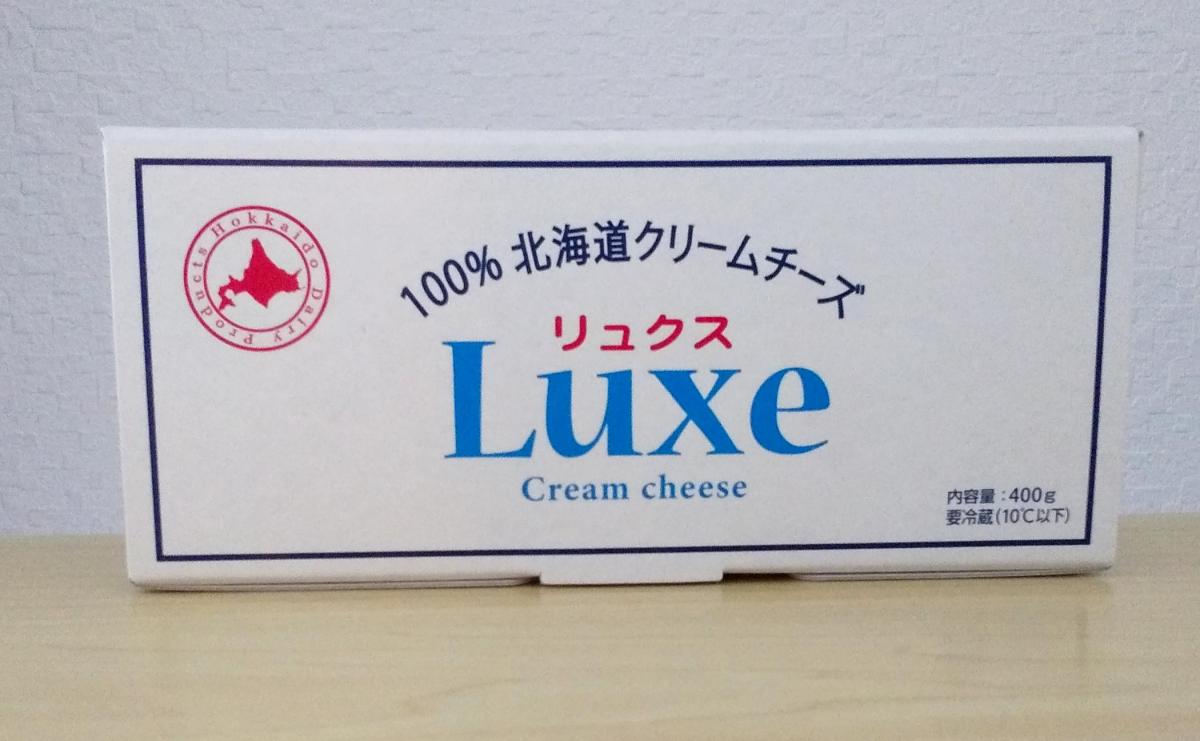 Hokkaido Dairy Products
100% 北海道クリームチーズ
リュクス
Luxe
Cream cheese
内容量：400g
要冷蔵(10℃以下)